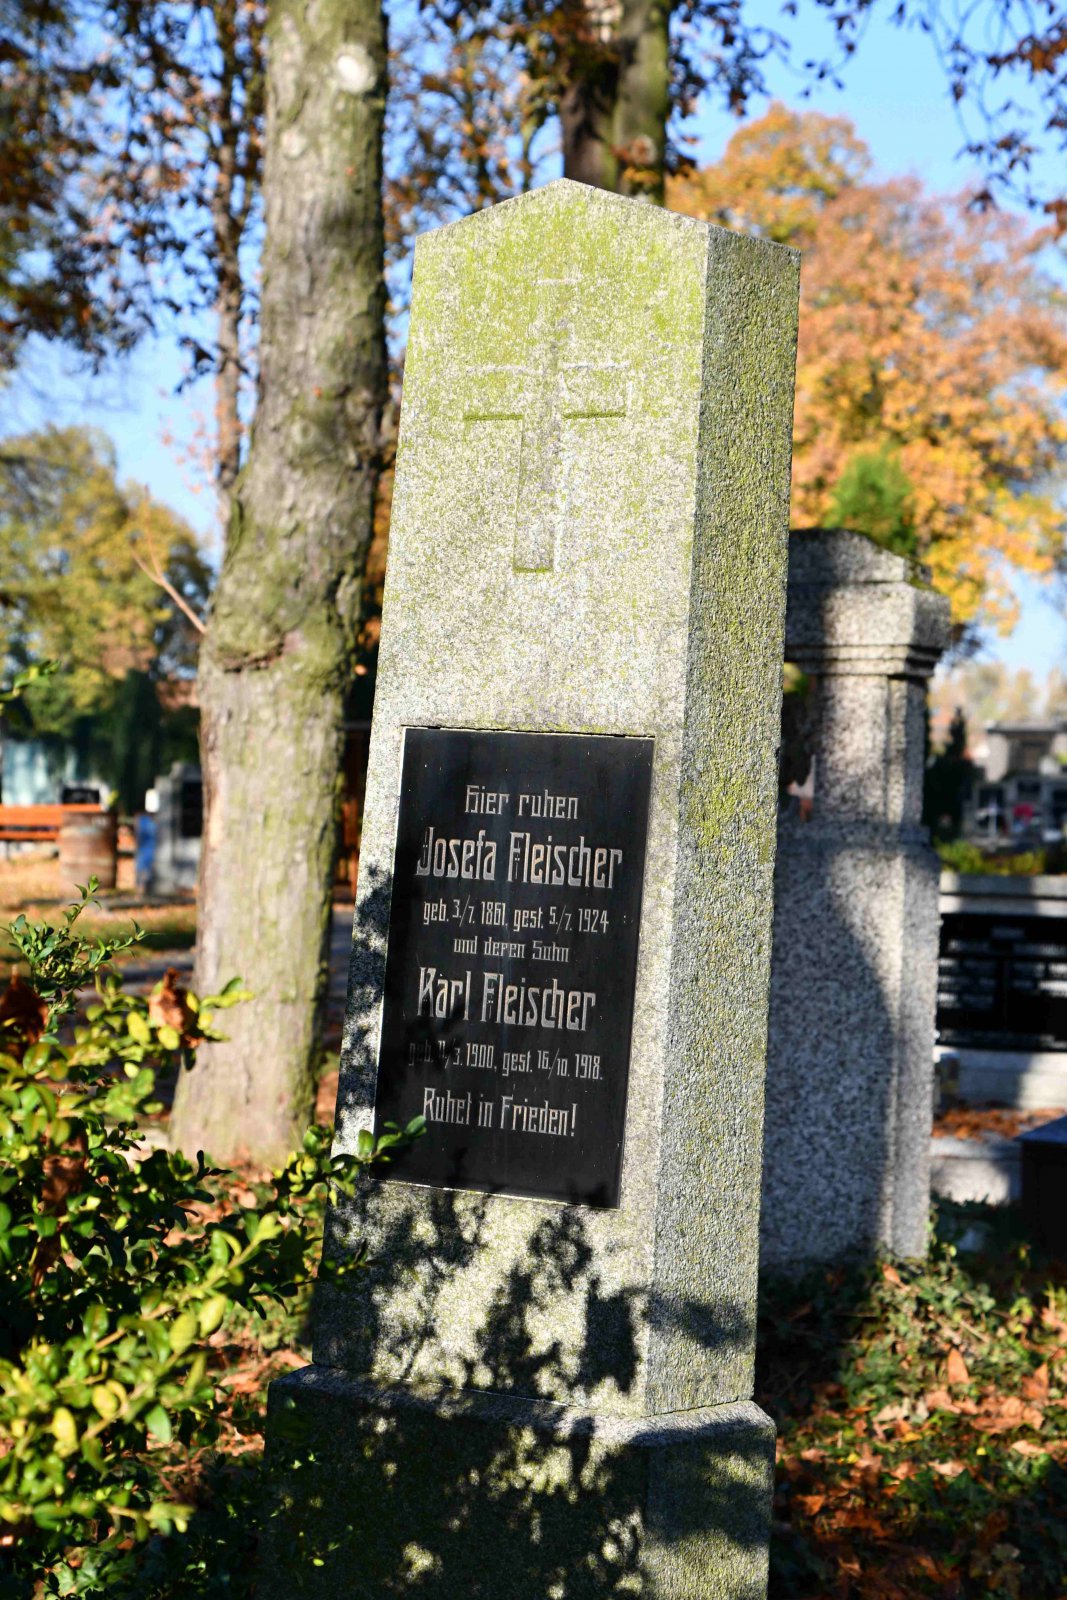 Hier ruhen
Josefa Fleischer
geb. 3./7. 1861, gest. 5./7. 1924
und deren Sohn
Karl Fleischer
geb. /3. 1900, gest. 16./10. 1918.
Ruhet in Frieden!